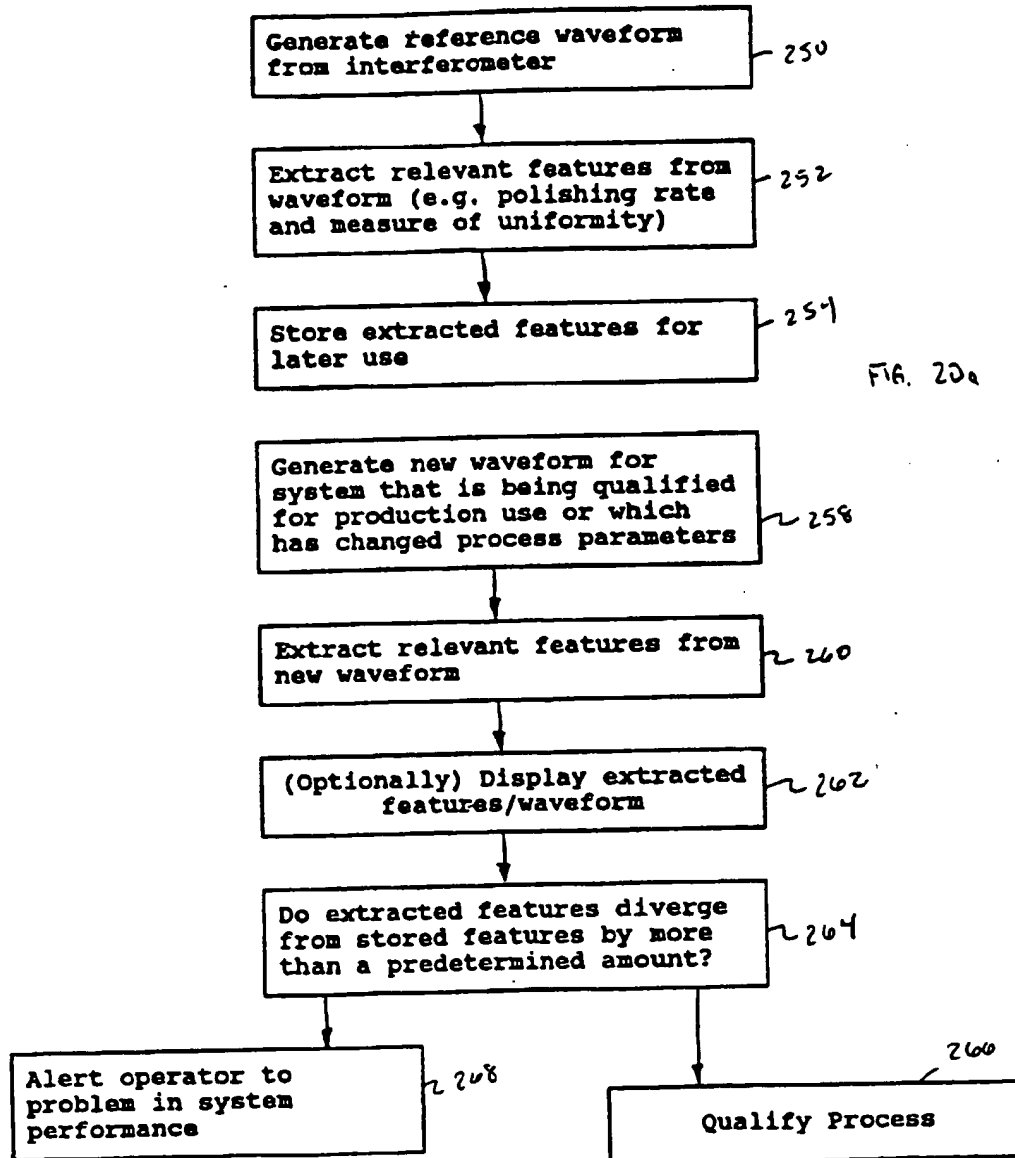 Generate reference waveform
from interferometer
250
Extract relevant features from
waveform (e.g. polishing rate
and measure of uniformity)
252
Store extracted features for
later use
254
FIG. 20a
Generate new waveform for
system that is being qualified
for production use or which
has changed process parameters
258
Extract relevant features from
new waveform
260
(Optionally) Display extracted
features/waveform
262
Do extracted features diverge
from stored features by more
than a predetermined amount?
264
Alert operator to
problem in system
performance
268
266
Qualify Process